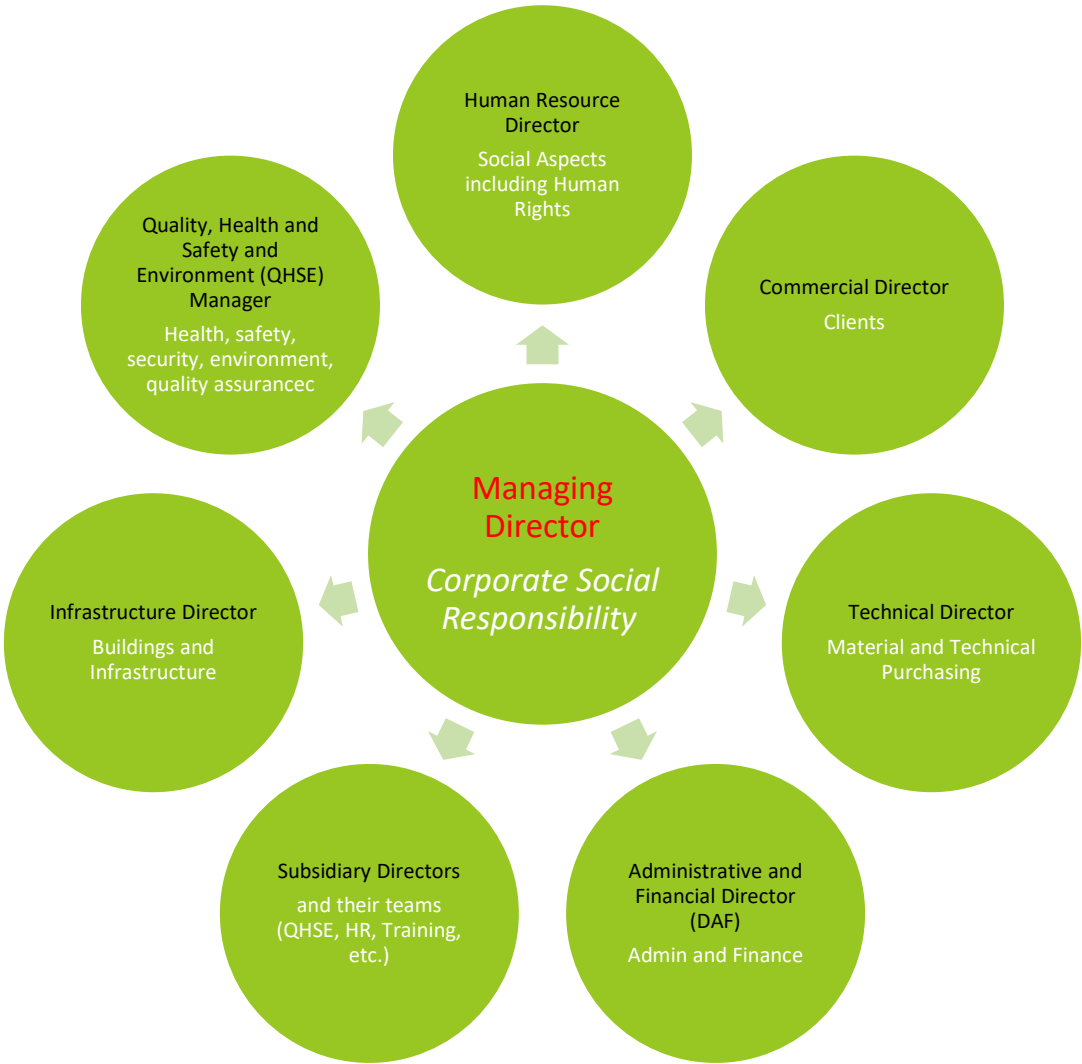 Human Resource
Director
Social Aspects
including Human
Rights
Quality, Health and
Safety and
Environment (QHSE)
Manager
Health, safety,
security, environment,
quality assurancec
Commercial Director
Clients
Managing
Director
Corporate Social
Responsibility
Infrastructure Director
Buildings and
Infrastructure
Technical Director
Material and Technical
Purchasing
Subsidiary Directors
and their teams
(QHSE, HR, Training,
etc.)
Administrative and
Financial Director
(DAF)
Admin and Finance